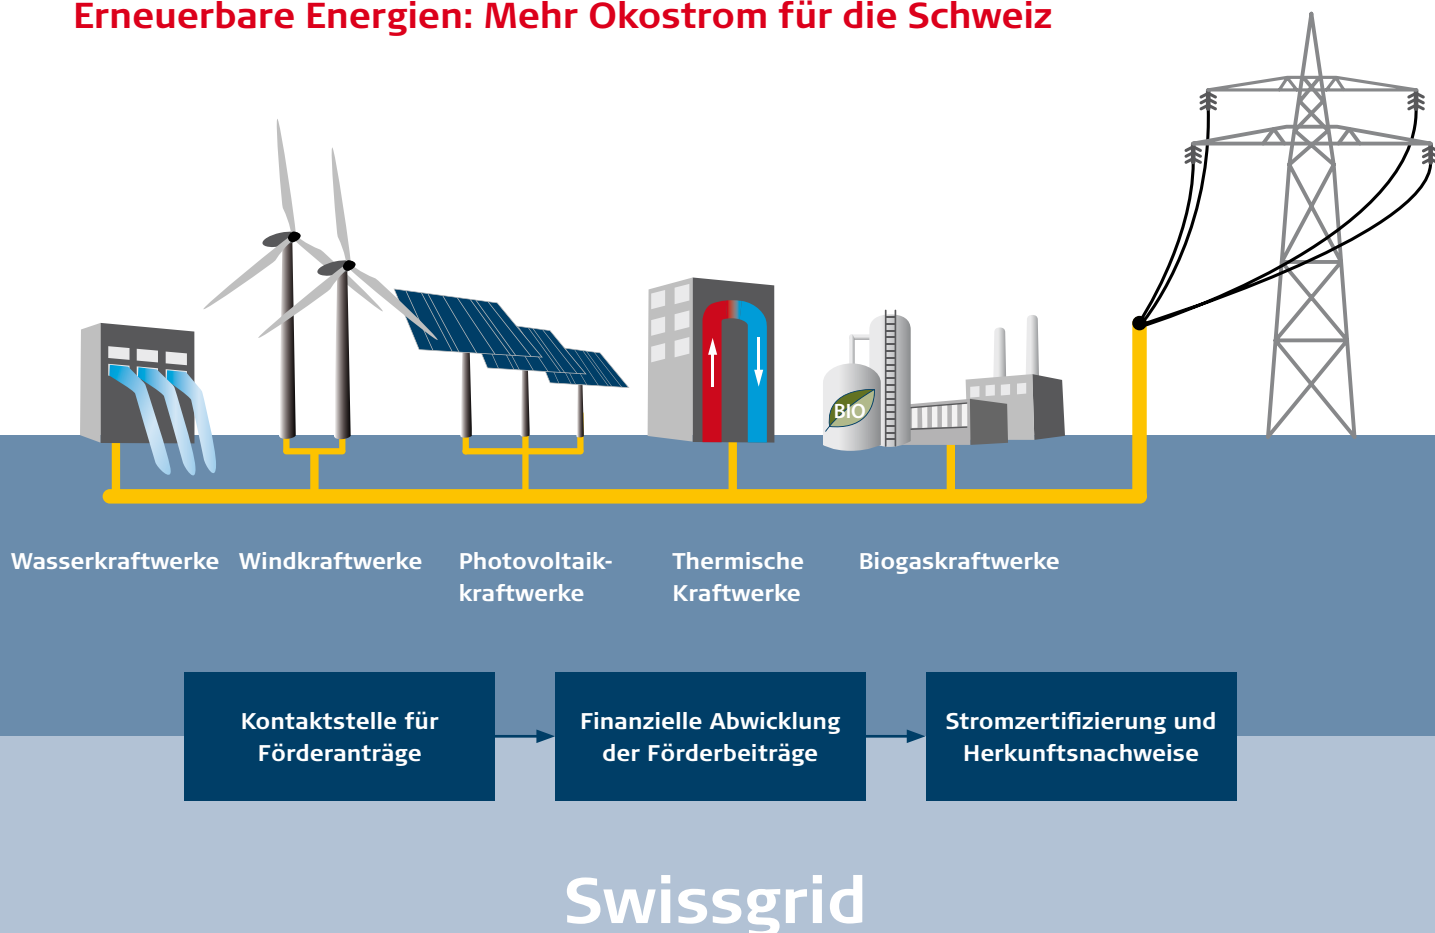 Erneuerbare Energien: Mehr Ökostrom für die Schweiz
BIO
Wasserkraftwerke Windkraftwerke Photovoltaik- Thermische Biogaskraftwerke
kraftwerke Kraftwerke
Kontaktstelle für
Förderanträge
Finanzielle Abwicklung
der Förderbeiträge
Stromzertifizierung und
Herkunftsnachweise
Swissgrid